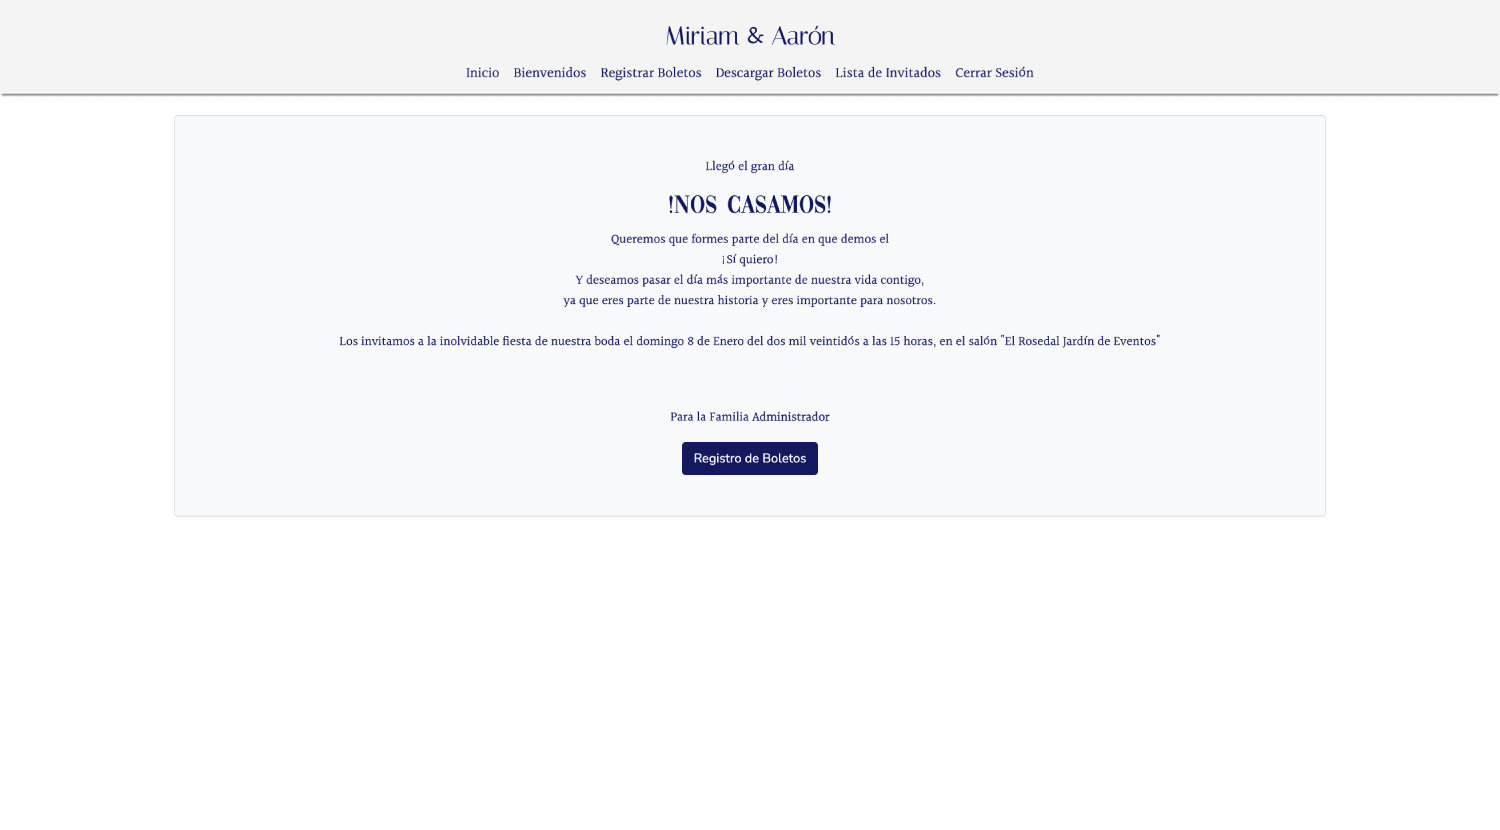 Miriam & Aarón
Inicio Bienvenidos Registrar Boletos Descargar Boletos Lista de Invitados Cerrar Sesión
Llegó el gran día
!NOS CASAMOS!
Queremos que formes parte del día en que demos el
¡Sí quiero!
Y deseamos pasar el día más importante de nuestra vida contigo,
ya que eres parte de nuestra historia y eres importante para nosotros.
Los invitamos a la inolvidable fiesta de nuestra boda el domingo 8 de Enero del dos mil veintidós a las 15 horas, en el salón "El Rosedal Jardín de Eventos"
Para la Familia Administrador
Registro de Boletos